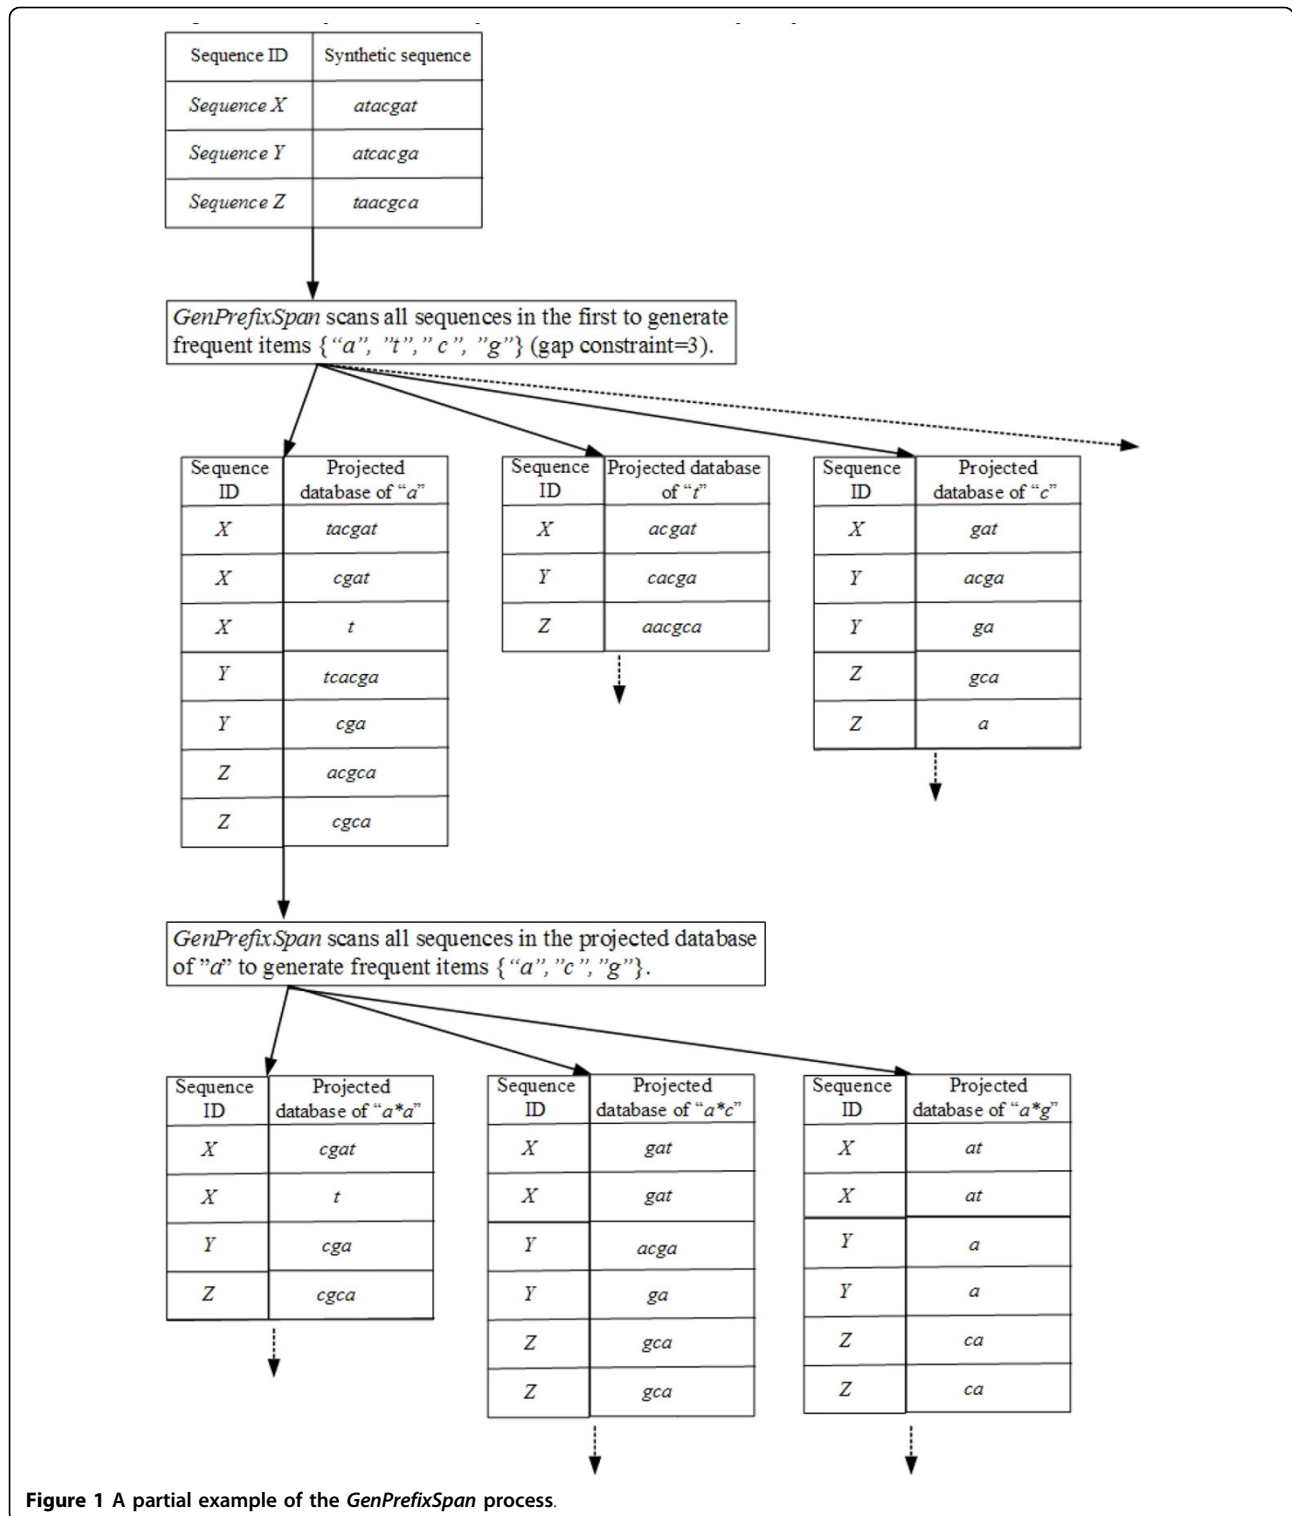 Sequence ID Synthetic sequence
Sequence X atacgat
Sequence Y atcacga
Sequence Z taacgca
GenPrefixSpan scans all sequences in the first to generate
frequent items {“a”, ”t”,” c”, ”g”} (gap constraint=3).
Sequence ID Projected database of “a”
X tacgat
X cgat
X t
Y tcacga
Y cga
Z acgca
Z cgca
Sequence ID Projected database of “t”
X acgat
Y cacga
Z aacgca
Sequence ID Projected database of “c”
X gat
Y acga
Y ga
Z gca
Z a
GenPrefixSpan scans all sequences in the projected database
of ”a” to generate frequent items {“a”,”c”,”g”}.
Sequence ID Projected database of “a*a”
X cgat
X t
Y cga
Z cgca
Sequence ID Projected database of “a*c”
X gat
X gat
Y acga
Y ga
Z gca
Z gca
Sequence ID Projected database of “a*g”
X at
X at
Y a
Y a
Z ca
Z ca
Figure 1 A partial example of the GenPrefixSpan process.